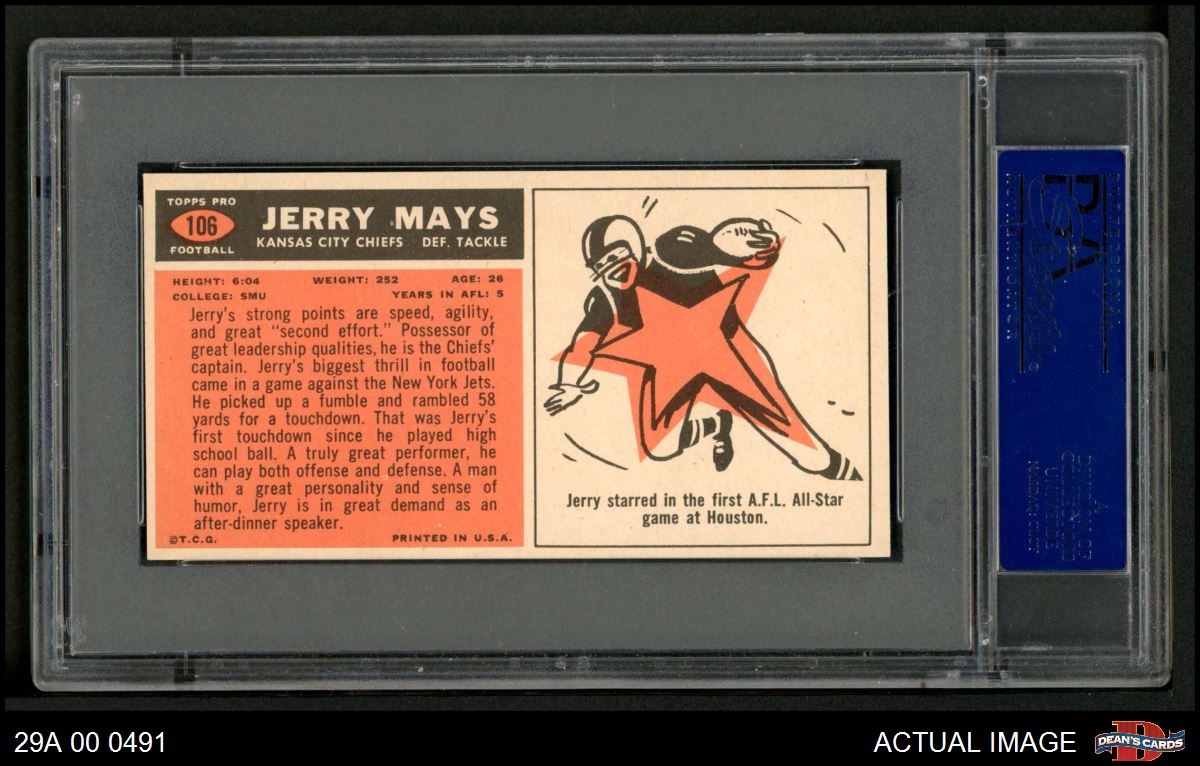 TOPPS PRO
106
FOOTBALL
JERRY MAYS
KANSAS CITY CHIEFS DEF. TACKLE
HEIGHT: 6:04 WEIGHT: 252 AGE: 26
COLLEGE: SMU YEARS IN AFL: 5
Jerry's strong points are speed, agility,
and great "second effort." Possessor of
great leadership qualities, he is the Chiefs'
captain. Jerry's biggest thrill in football
came in a game against the New York Jets.
He picked up a fumble and rambled 58
yards for a touchdown. That was Jerry's
first touchdown since he played high
school ball. A truly great performer, he
can play both offense and defense. A man
with a great personality and sense of
humor, Jerry is in great demand as an
after-dinner speaker.
©T.C.G. PRINTED IN U.S.A.
Jerry starred in the first A.F.L. All-Star
game at Houston.
PSA
29A 00 0491
ACTUAL IMAGE
DEAN'S CARDS